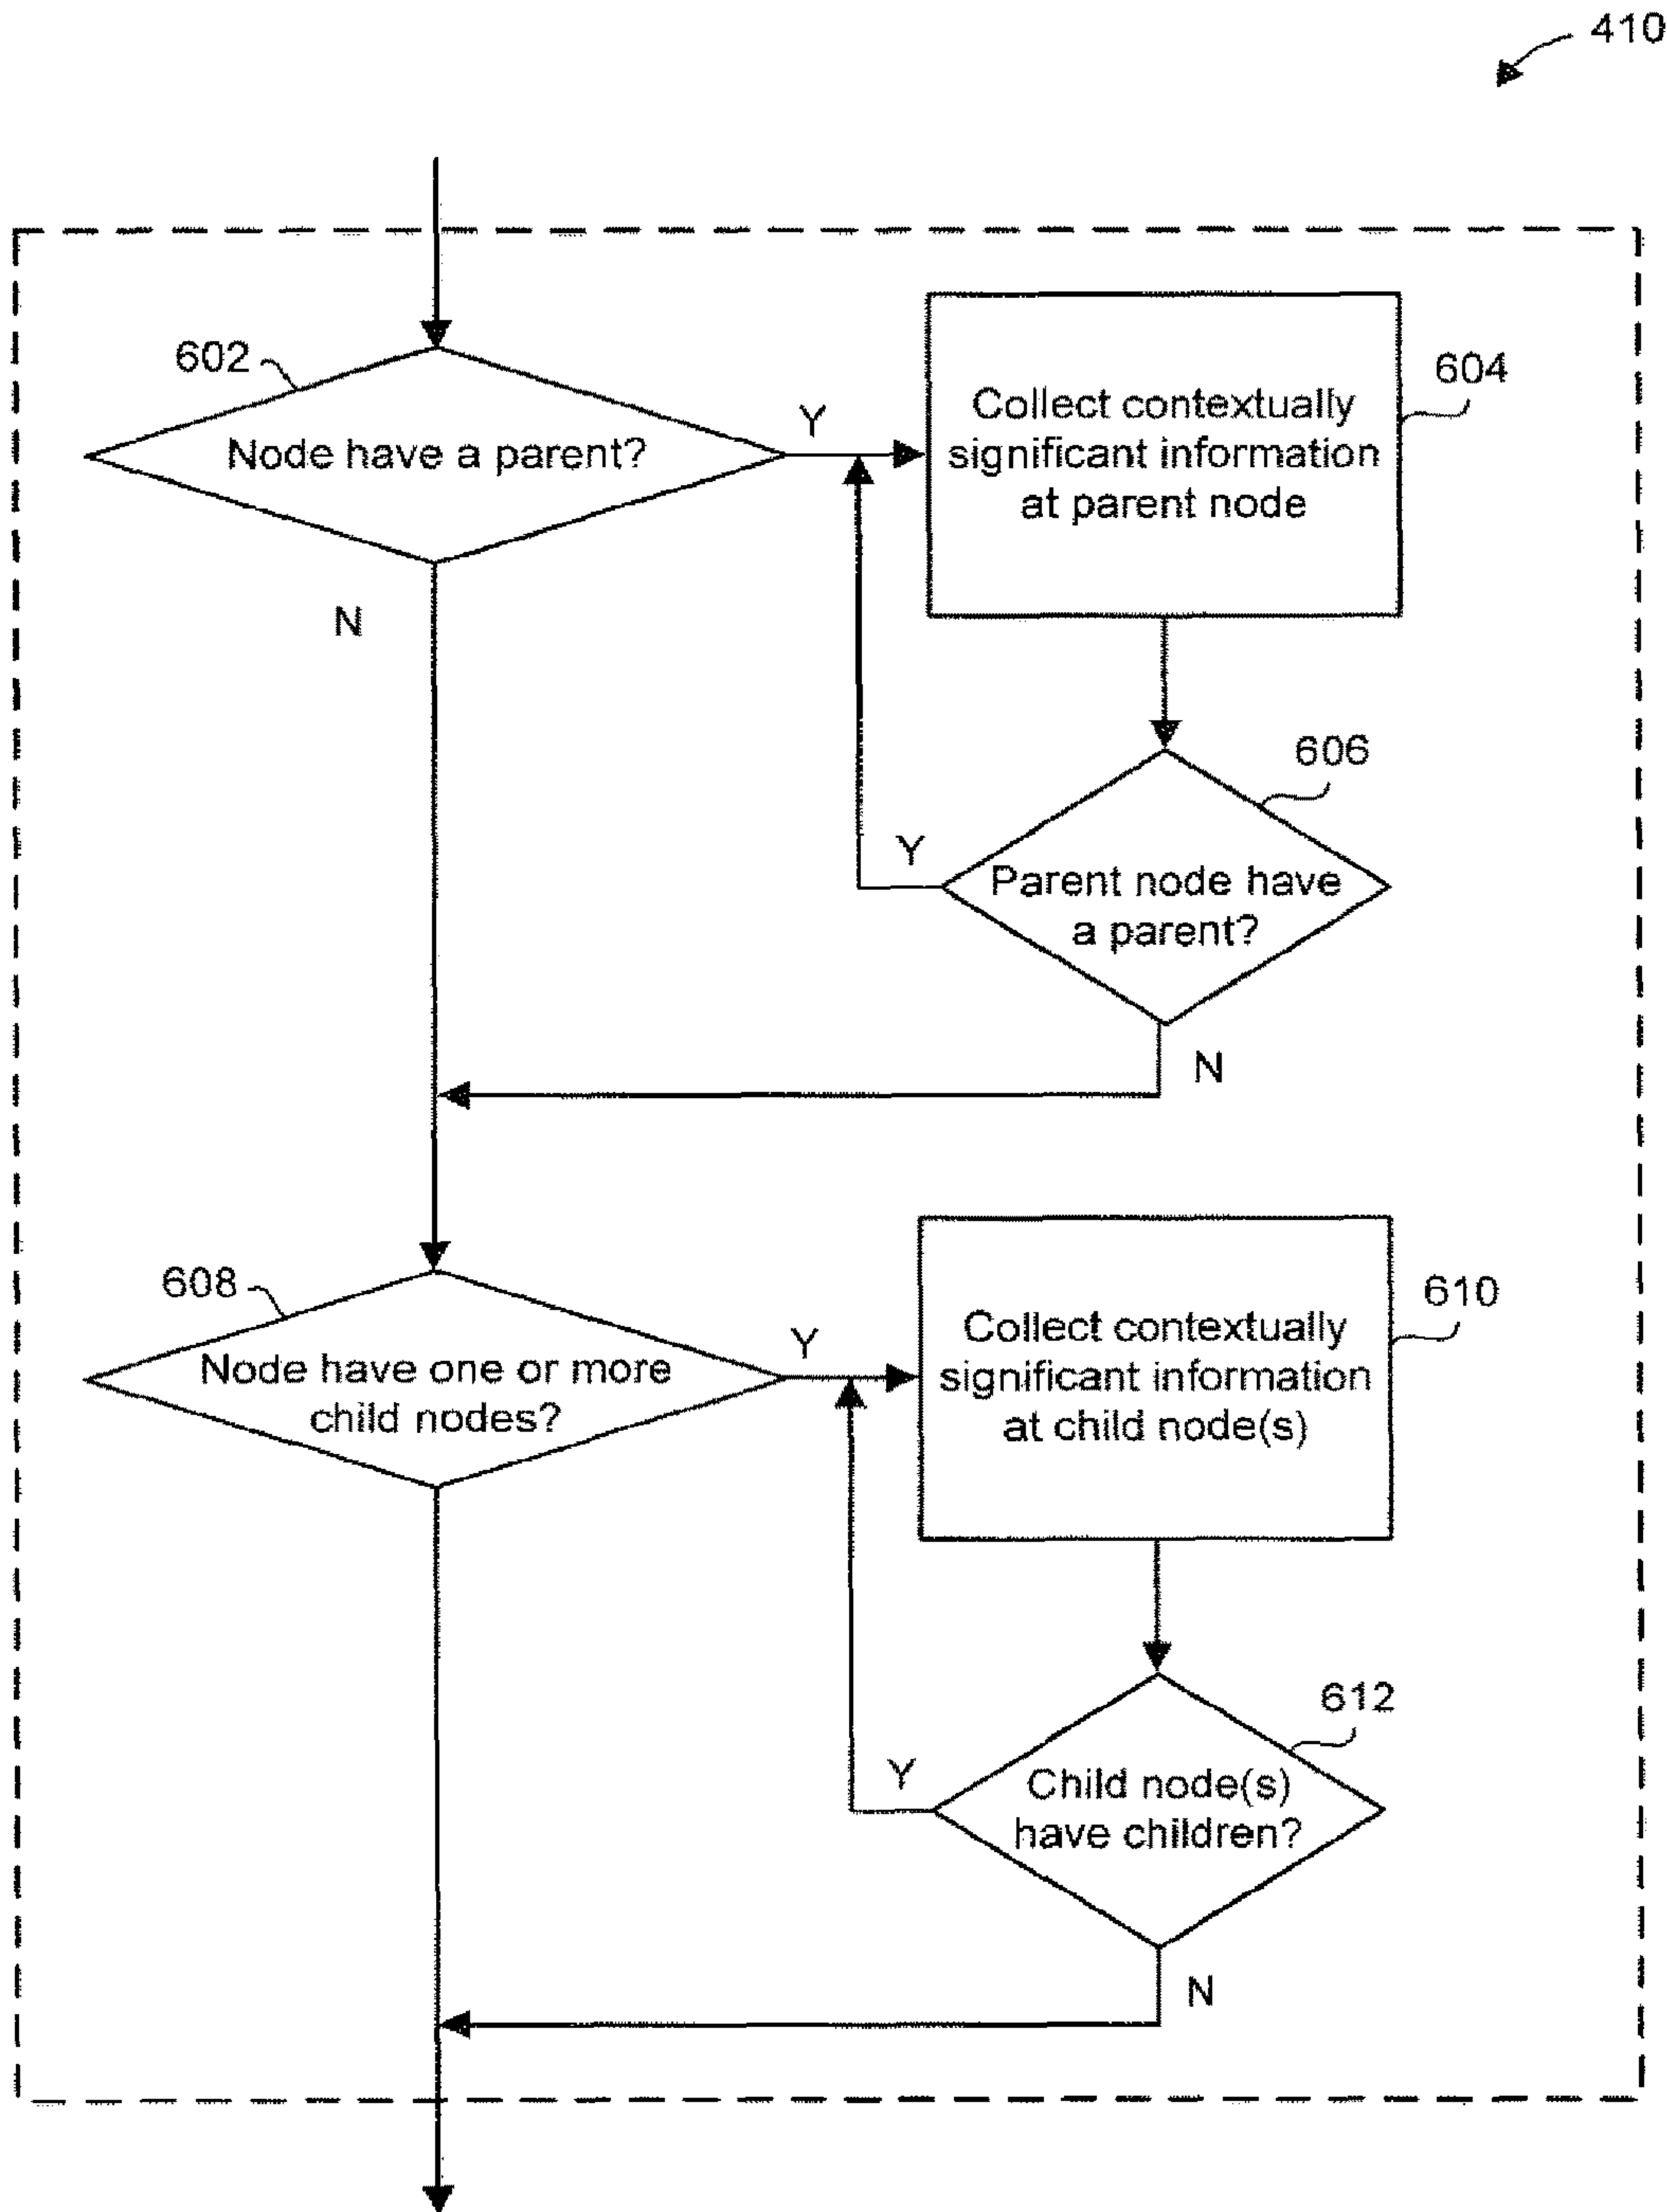 410
602
Node have a parent?
Y
N
604
Collect contextually
significant information
at parent node
606
Parent node have
a parent?
Y
N
608
Node have one or more
child nodes?
Y
610
Collect contextually
significant information
at child node(s)
612
Child node(s)
have children?
Y
N